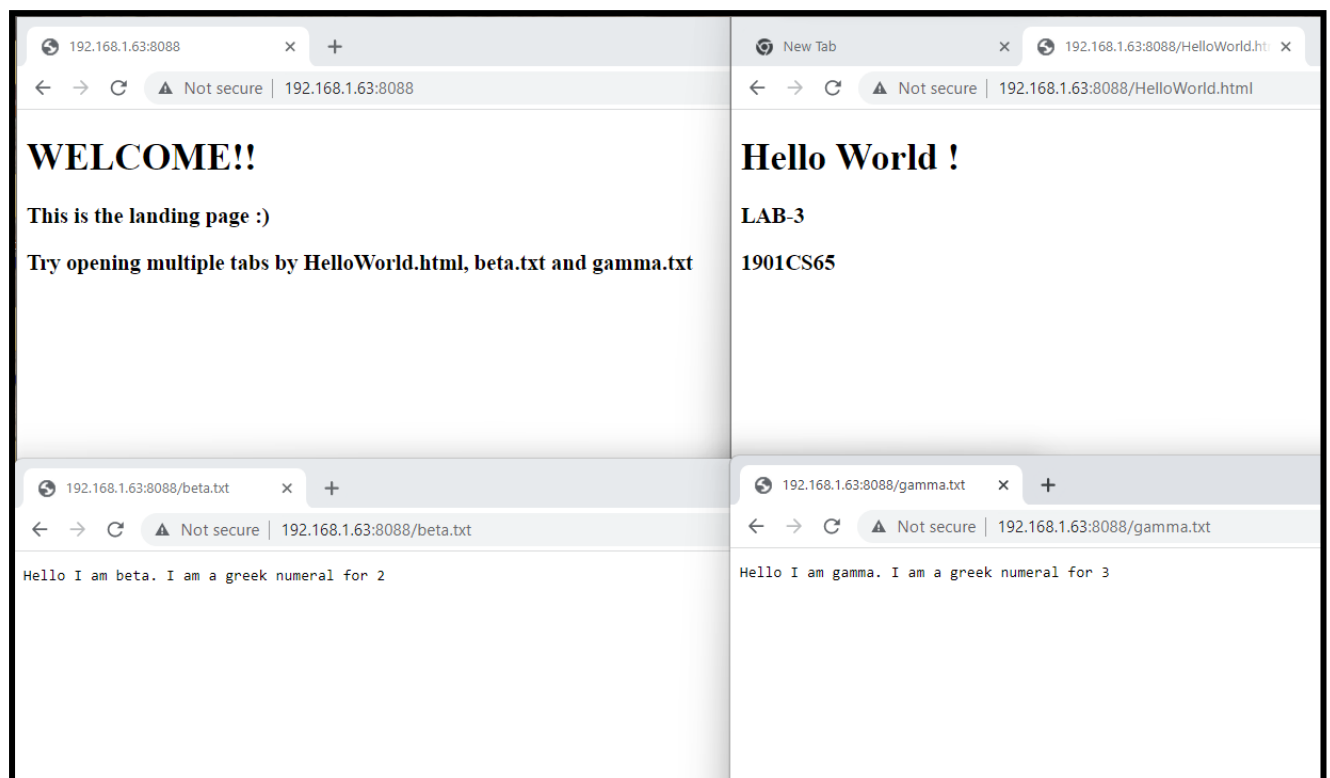 192.168.1.63:8088
Not secure 192.168.1.63:8088
WELCOME!!
This is the landing page :)
Try opening multiple tabs by HelloWorld.html, beta.txt and gamma.txt
New Tab 192.168.1.63:8088/HelloWorld.ht
Not secure 192.168.1.63:8088/HelloWorld.html
Hello World !
LAB-3
1901CS65
192.168.1.63:8088/beta.txt
Not secure 192.168.1.63:8088/beta.txt
Hello I am beta. I am a greek numeral for 2
192.168.1.63:8088/gamma.txt
Not secure 192.168.1.63:8088/gamma.txt
Hello I am gamma. I am a greek numeral for 3